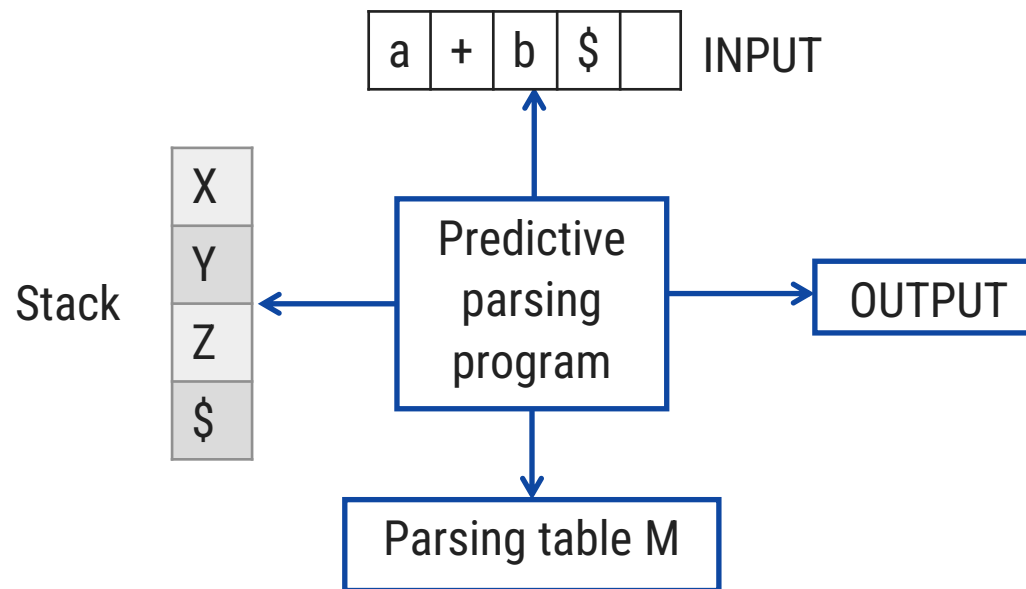 a + b $ INPUT
X
Y
Z
$
Stack
Predictive
parsing
program
OUTPUT
Parsing table M